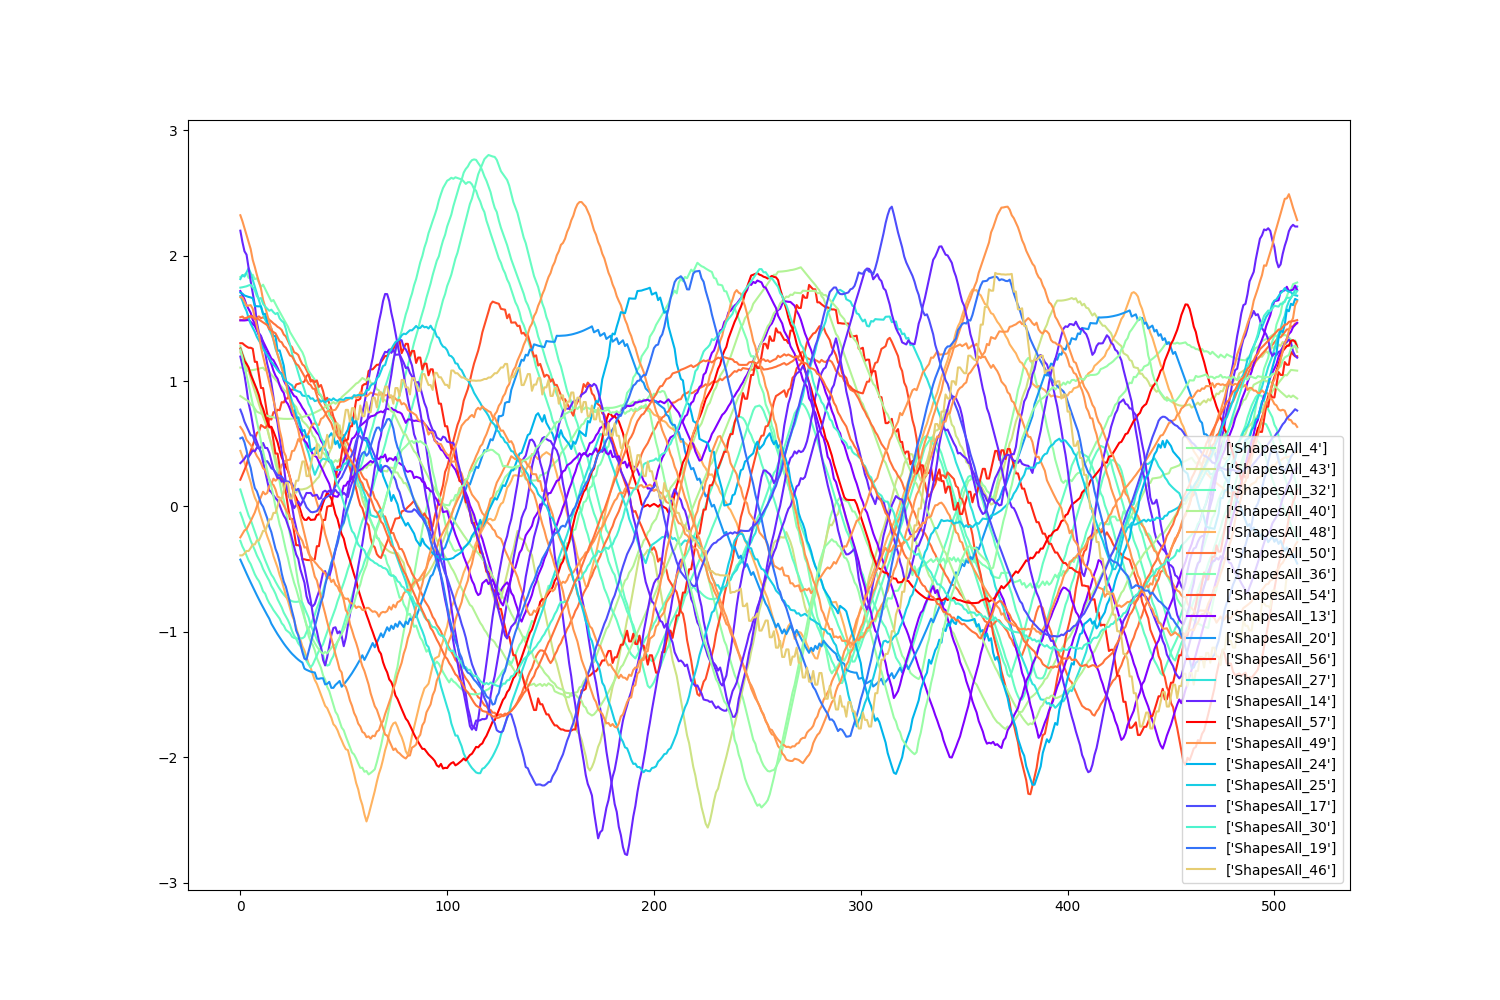 3
2
1
0
−1
−2
−3
0 100 200 300 400 500
['ShapesAll_4']
['ShapesAll_43']
['ShapesAll_32']
['ShapesAll_40']
['ShapesAll_48']
['ShapesAll_50']
['ShapesAll_36']
['ShapesAll_54']
['ShapesAll_13']
['ShapesAll_20']
['ShapesAll_56']
['ShapesAll_27']
['ShapesAll_14']
['ShapesAll_57']
['ShapesAll_49']
['ShapesAll_24']
['ShapesAll_25']
['ShapesAll_17']
['ShapesAll_30']
['ShapesAll_19']
['ShapesAll_46']